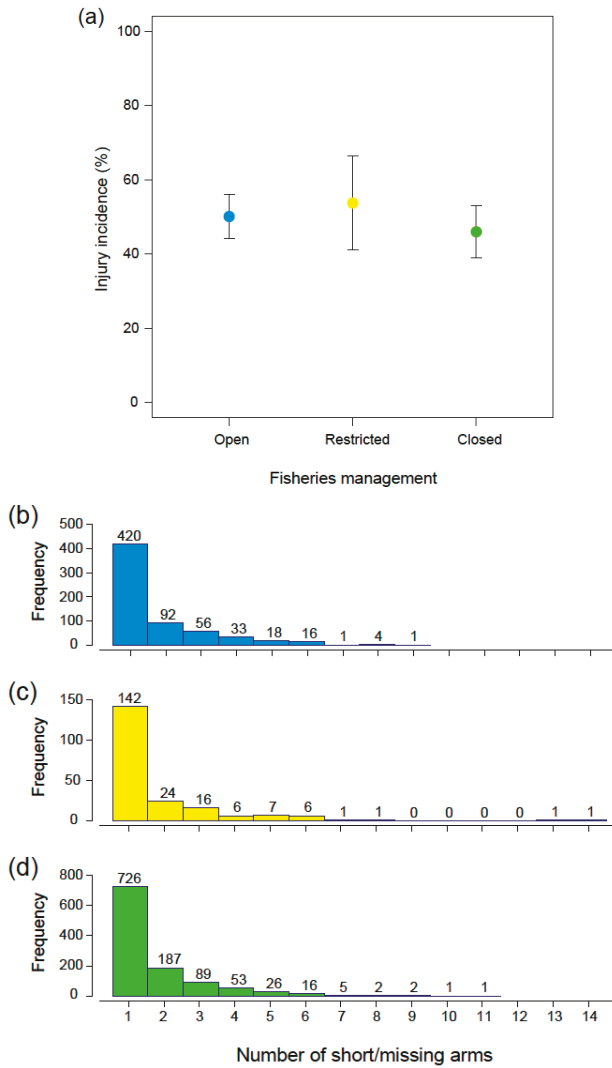 (a)
100
80
60
40
20
0
Injury incidence (%)
Open Restricted Closed
Fisheries management
(b)
500
400
300
200
100
0
Frequency
420 92 56 33 18 16 1 4 1
(c)
150
100
50
0
Frequency
142 24 16 6 7 6 1 1 0 0 0 0 1 1
(d)
800
600
400
200
0
Frequency
726 187 89 53 26 16 5 2 2 1 1
1 2 3 4 5 6 7 8 9 10 11 12 13 14
Number of short/missing arms